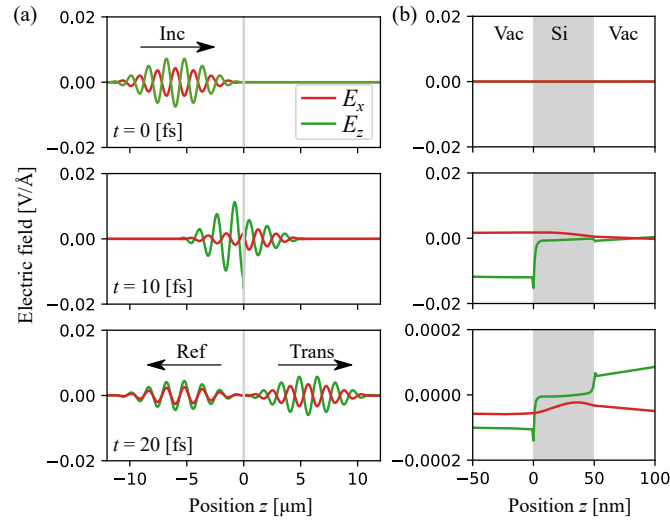 (a)
(b)
Electric field [V/Å]
0.02
0.00
−0.02
Inc
E_x
E_z
t = 0 [fs]
0.02
0.00
−0.02
Vac
Si
Vac
0.02
0.00
−0.02
t = 10 [fs]
0.02
0.00
−0.02
0.02
0.00
−0.02
Ref
Trans
t = 20 [fs]
0.0002
0.0000
−0.0002
−10
−5
0
5
10
Position z [μm]
−50
0
50
100
Position z [nm]